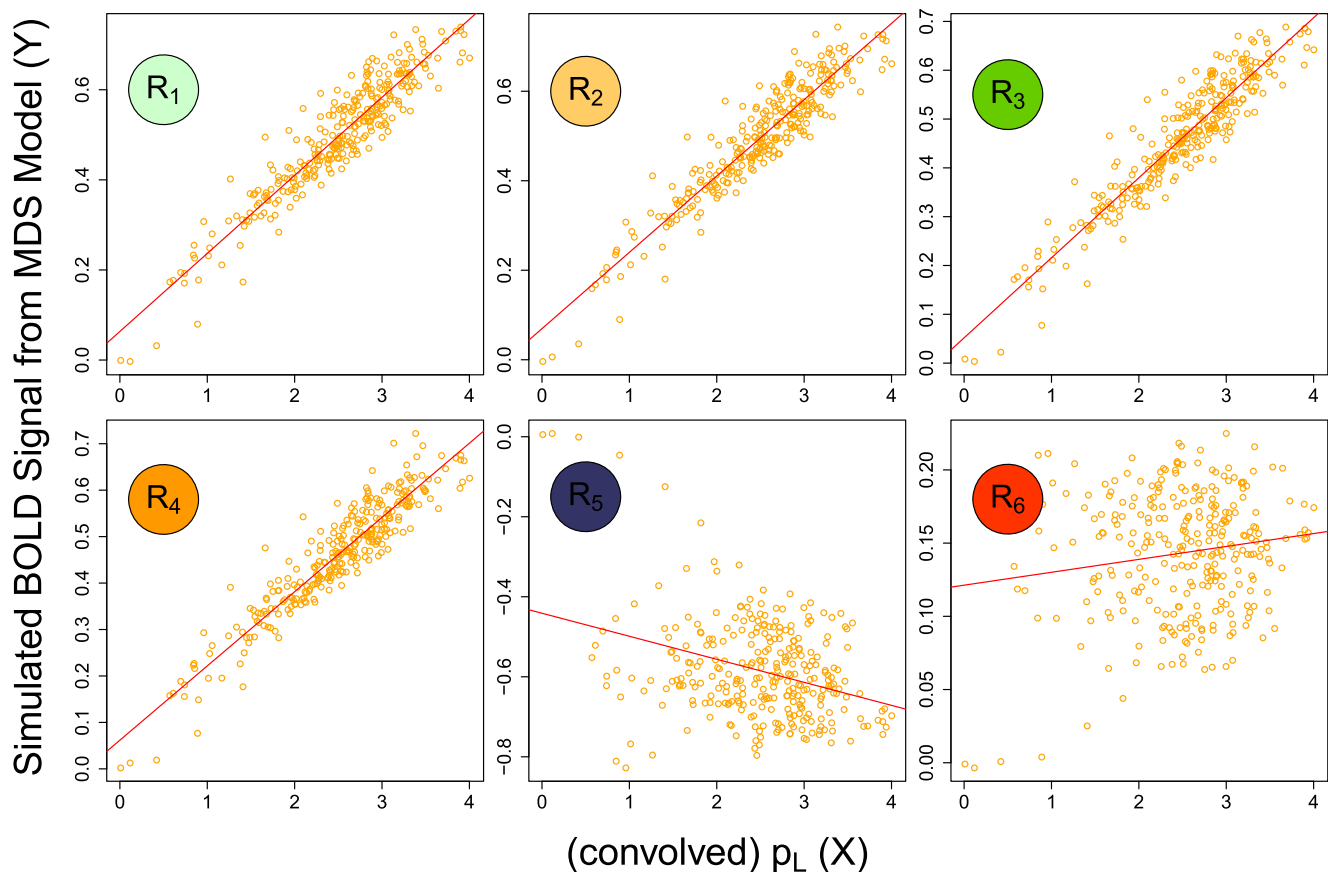 Simulated BOLD Signal from MDS Model (Y)
R1
0.0 0.2 0.4 0.6
0 1 2 3 4
R2
0.0 0.2 0.4 0.6
0 1 2 3 4
R3
0.0 0.1 0.2 0.3 0.4 0.5 0.6 0.7
0 1 2 3 4
R4
0.0 0.1 0.2 0.3 0.4 0.5 0.6 0.7
0 1 2 3 4
R5
−0.8 −0.6 −0.4 −0.2 0.0
0 1 2 3 4
R6
0.00 0.05 0.10 0.15 0.20
0 1 2 3 4
(convolved) pL (X)